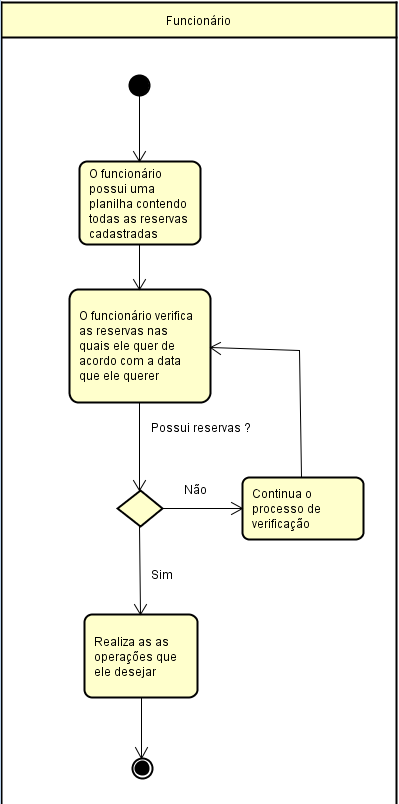 Funcionário
O funcionário
possui uma
planilha contendo
todas as reservas
cadastradas
O funcionário verifica
as reservas nas
quais ele quer de
acordo com a data
que ele querer
Possui reservas ?
Não
Continua o
processo de
verificação
Sim
Realiza as as
operações que
ele desejar